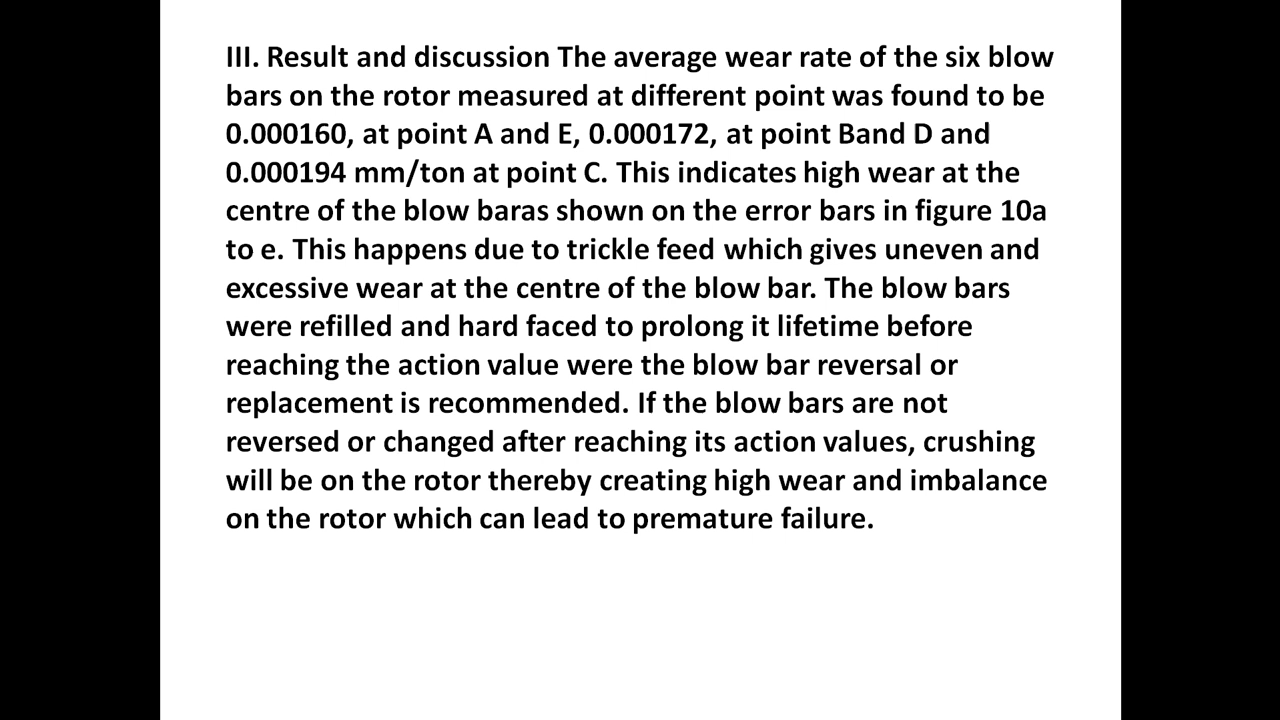 III. Result and discussion The average wear rate of the six blow
bars on the rotor measured at different point was found to be
0.000160, at point A and E, 0.000172, at point Band D and
0.000194 mm/ton at point C. This indicates high wear at the
centre of the blow baras shown on the error bars in figure 10a
to e. This happens due to trickle feed which gives uneven and
excessive wear at the centre of the blow bar. The blow bars
were refilled and hard faced to prolong it lifetime before
reaching the action value were the blow bar reversal or
replacement is recommended. If the blow bars are not
reversed or changed after reaching its action values, crushing
will be on the rotor thereby creating high wear and imbalance
on the rotor which can lead to premature failure.